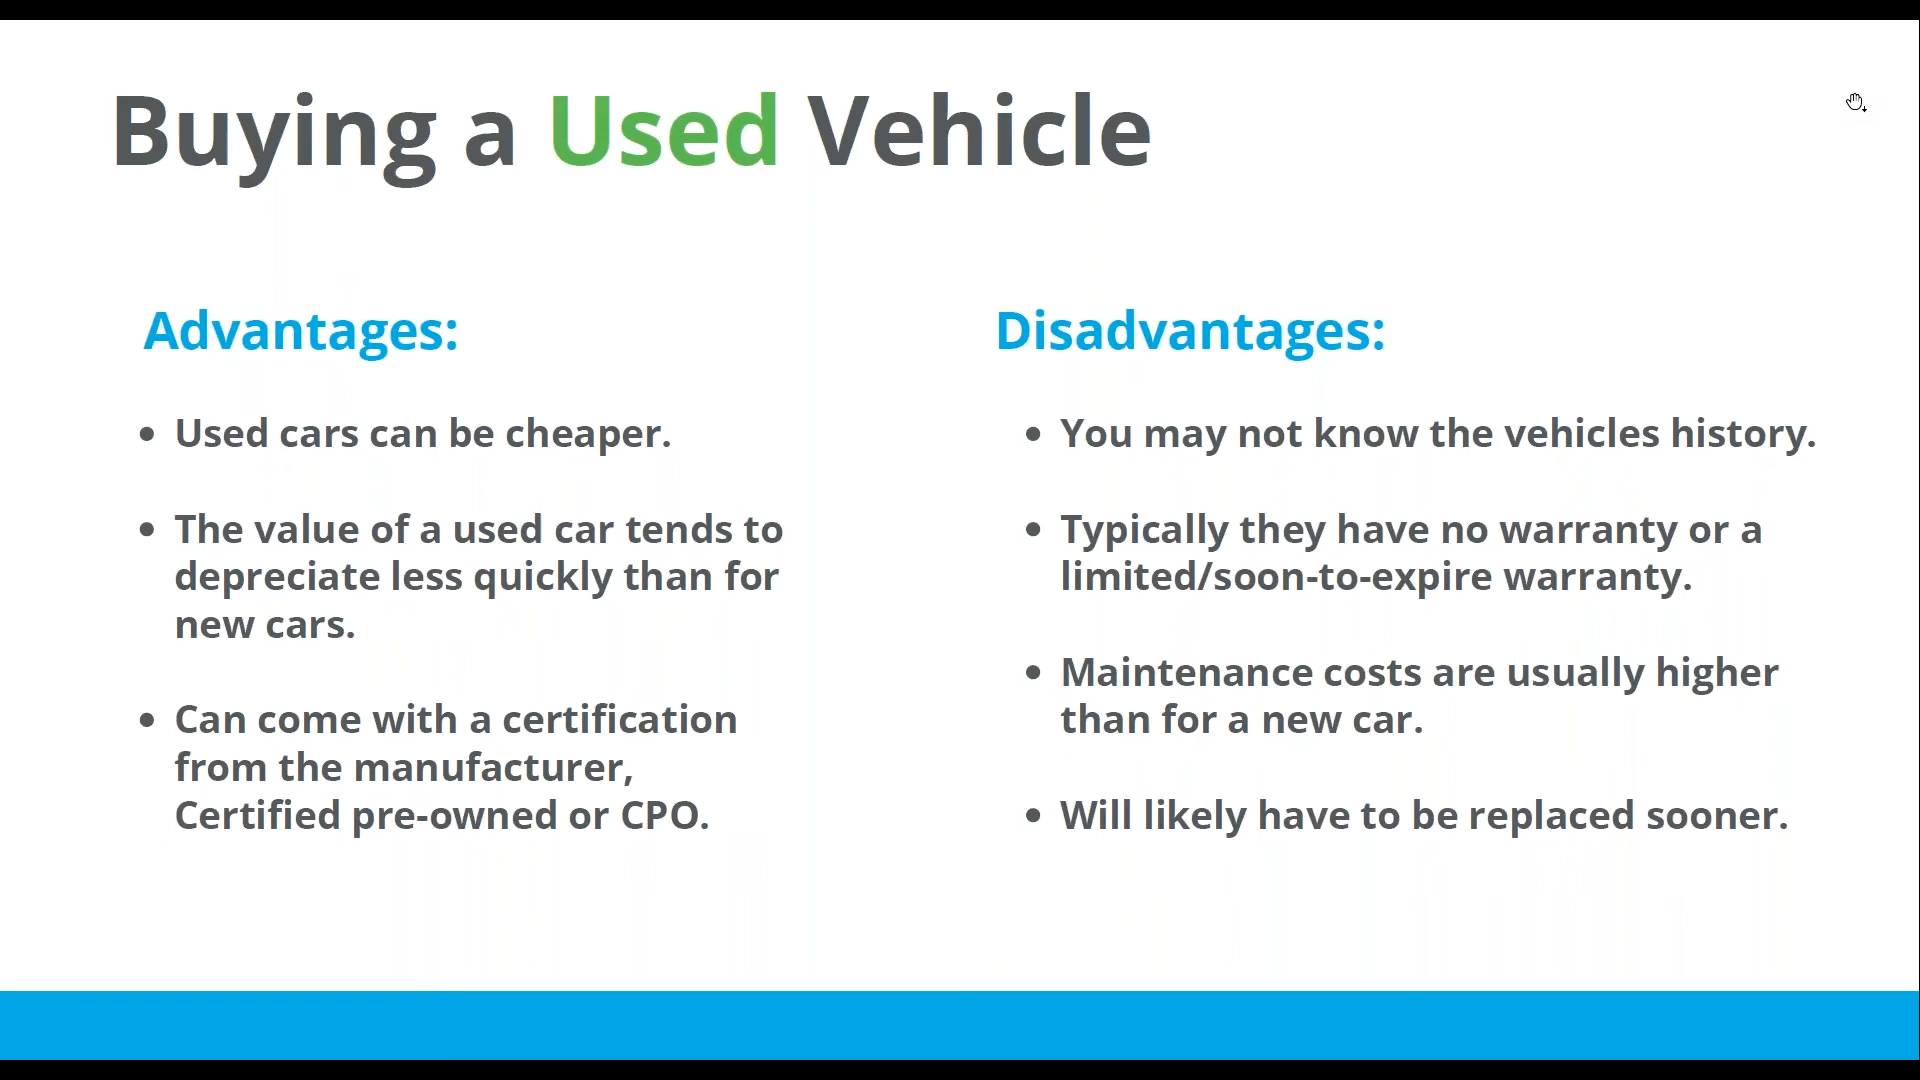 Buying a Used Vehicle
Advantages:
• Used cars can be cheaper.
• The value of a used car tends to
depreciate less quickly than for
new cars.
• Can come with a certification
from the manufacturer,
Certified pre-owned or CPO.
Disadvantages:
• You may not know the vehicles history.
• Typically they have no warranty or a
limited/soon-to-expire warranty.
• Maintenance costs are usually higher
than for a new car.
• Will likely have to be replaced sooner.